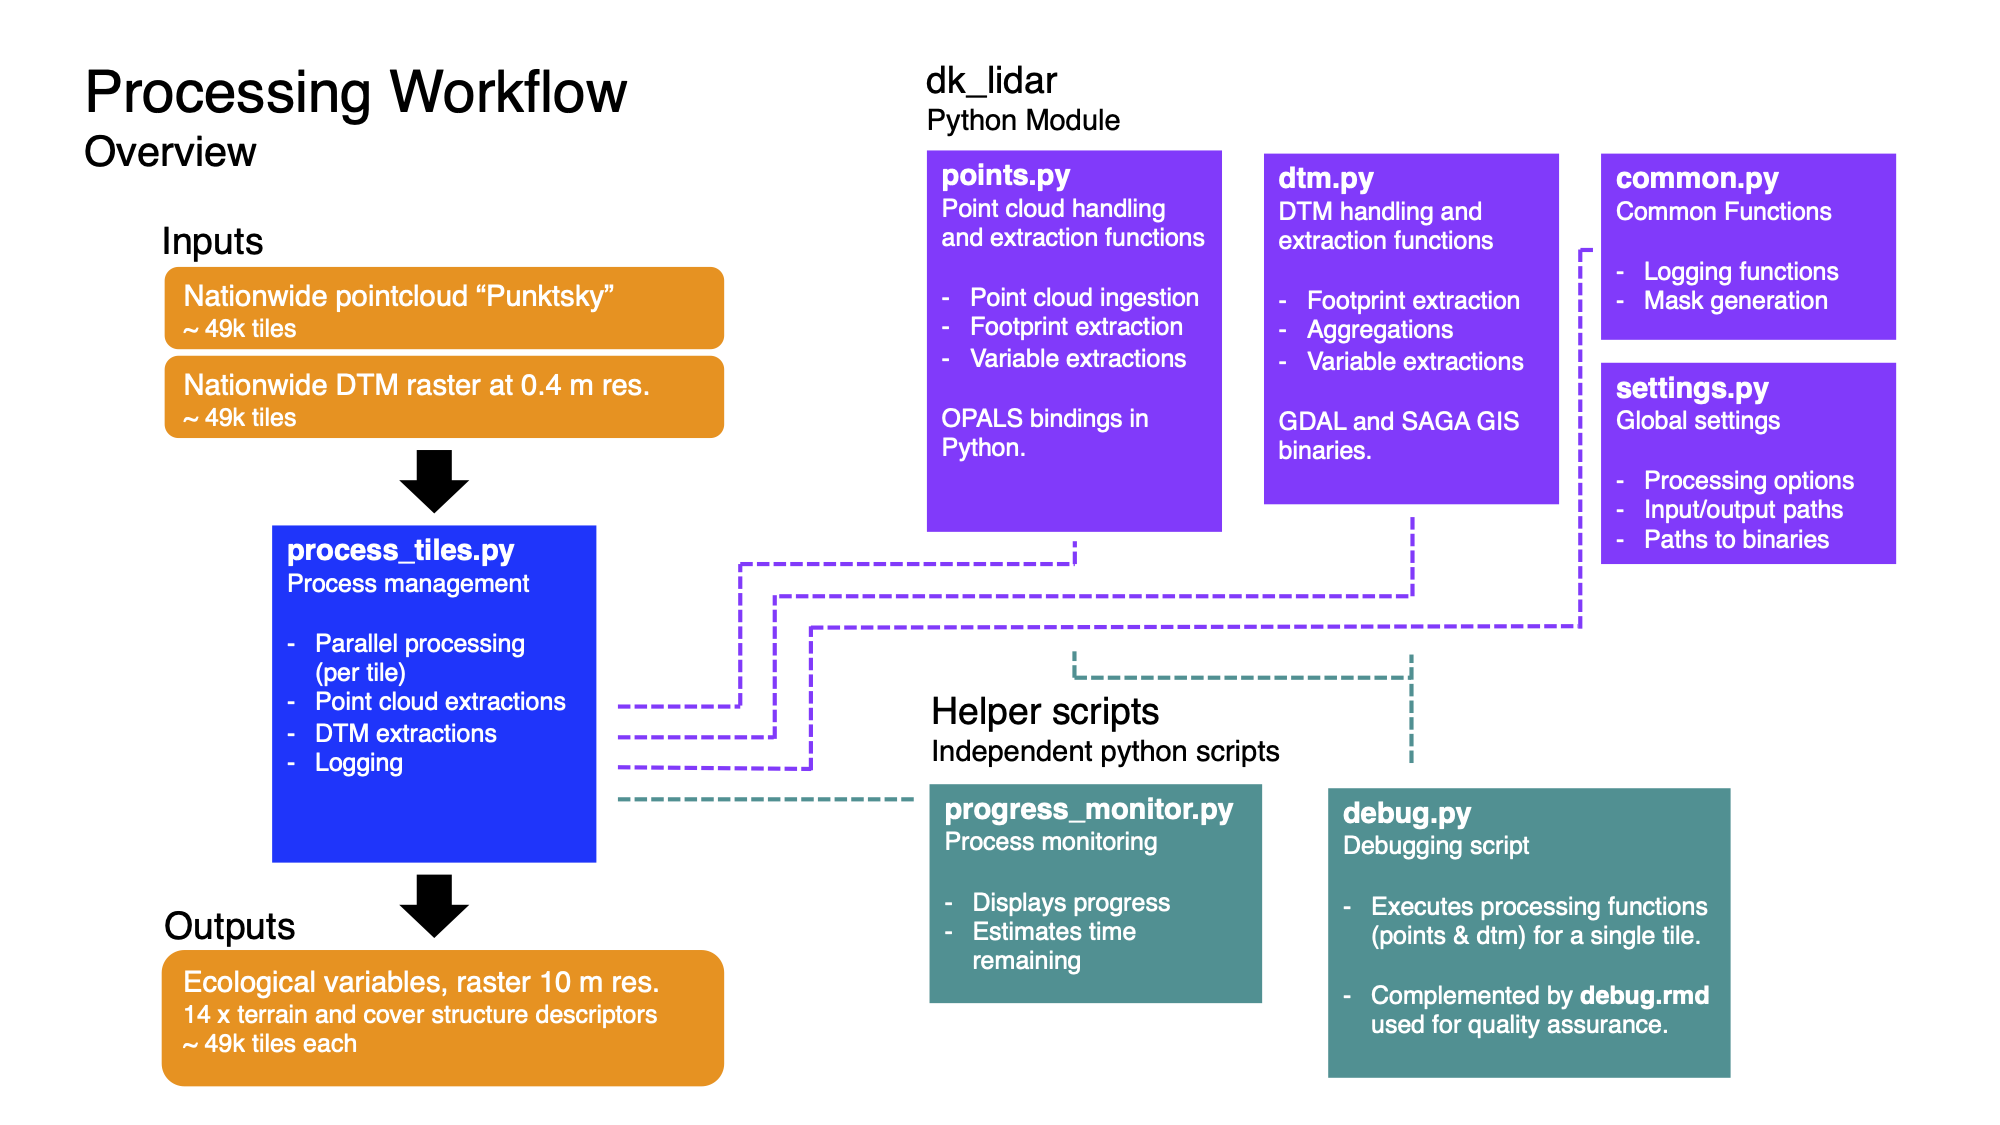 Processing Workflow
Overview
Inputs
Nationwide pointcloud “Punktsky”
~ 49k tiles
Nationwide DTM raster at 0.4 m res.
~ 49k tiles
process_tiles.py
Process management
- Parallel processing
(per tile)
- Point cloud extractions
- DTM extractions
- Logging
Outputs
Ecological variables, raster 10 m res.
14 x terrain and cover structure descriptors
~ 49k tiles each
dk_lidar
Python Module
points.py
Point cloud handling
and extraction functions
- Point cloud ingestion
- Footprint extraction
- Variable extractions
OPALS bindings in
Python.
dtm.py
DTM handling and
extraction functions
- Footprint extraction
- Aggregations
- Variable extractions
GDAL and SAGA GIS
binaries.
common.py
Common Functions
- Logging functions
- Mask generation
settings.py
Global settings
- Processing options
- Input/output paths
- Paths to binaries
Helper scripts
Independent python scripts
progress_monitor.py
Process monitoring
- Displays progress
- Estimates time
remaining
debug.py
Debugging script
- Executes processing functions
(points & dtm) for a single tile.
- Complemented by debug.rmd
used for quality assurance.